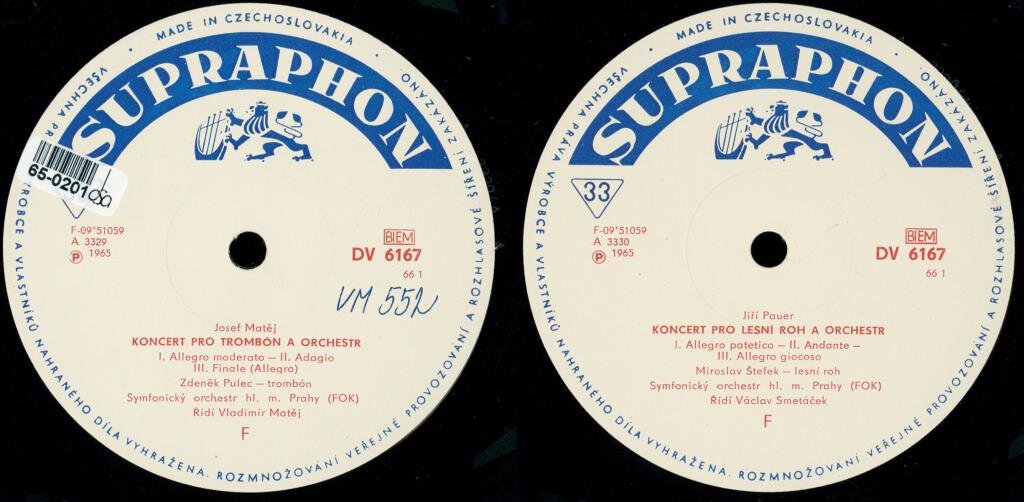 • MADE IN CZECHOSLOVAKIA •
SUPRAPHON
65-0201
F-09*51059
A 3329
Ⓟ 1965
BIEM
DV 6167
66 1
VM 552
Josef Matěj
KONCERT PRO TROMBÓN A ORCHESTR
I. Allegro moderato — II. Adagio
III. Finale (Allegro)
Zdeněk Pulec — trombón
Symfonický orchestr hl. m. Prahy (FOK)
Řídí Vladimír Matěj
F
VŠECHNA PR VÝROBCE A VLASTNÍKŮ NAHRANÉHO DÍLA VYHRAŽENA. ROZMNOŽOVÁNÍ VEŘEJNÉ PROVOZOVÁNÍ A ROZHLASOVÉ ŠÍŘENÍ ZAKÁZÁNO.
• MADE IN CZECHOSLOVAKIA •
SUPRAPHON
33
F-09*51059
A 3330
Ⓟ 1965
BIEM
DV 6167
66 1
Jiří Pauer
KONCERT PRO LESNÍ ROH A ORCHESTR
I. Allegro patetico — II. Andante —
III. Allegro giocoso
Miroslav Štefek — lesní roh
Symfonický orchestr hl. m. Prahy (FOK)
Řídí Václav Smetáček
F
VŠECHNA PRÁVA VÝROBCE A VLASTNÍKŮ NAHRANÉHO DÍLA VYHRAŽENA. ROZMNOŽOVÁNÍ VEŘEJNÉ PROVOZOVÁNÍ A ROZHLASOVÉ ŠÍŘENÍ ZAKÁZÁNO.